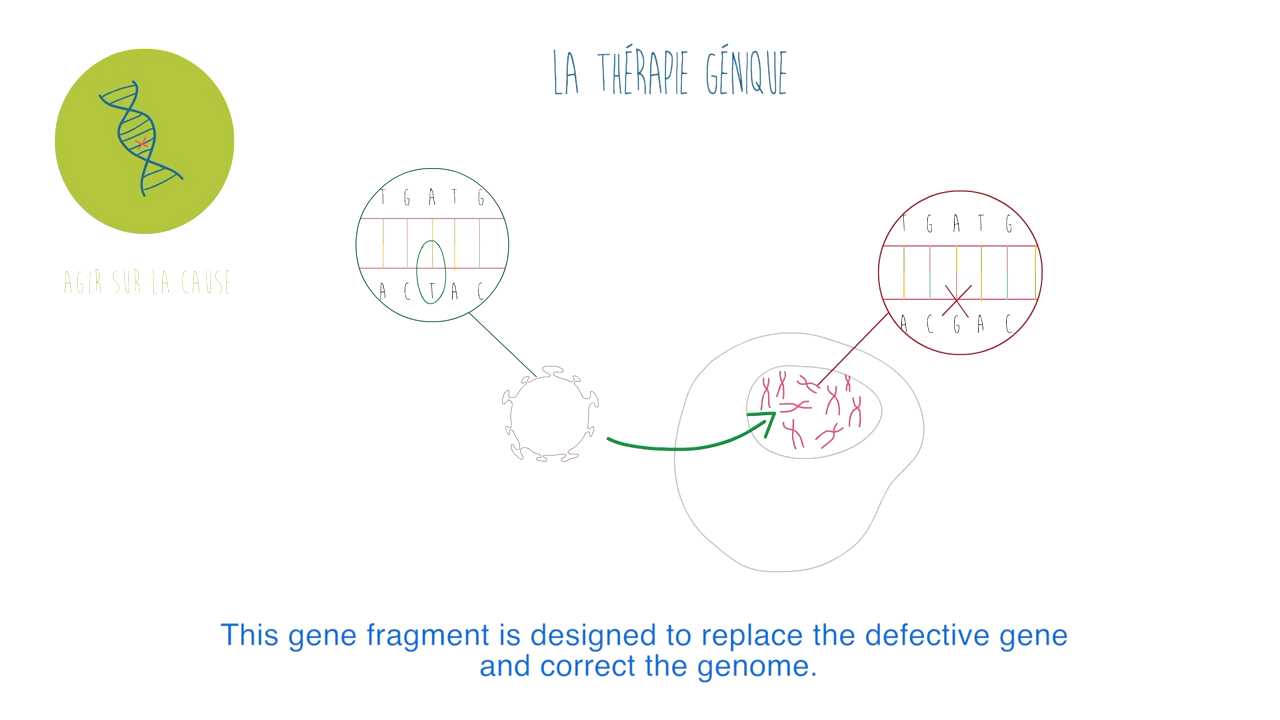 LA THÉRAPIE GÉNIQUE
AGIR SUR LA CAUSE
T G A T G
A C T A C
T G A T G
A C G A C
This gene fragment is designed to replace the defective gene
and correct the genome.